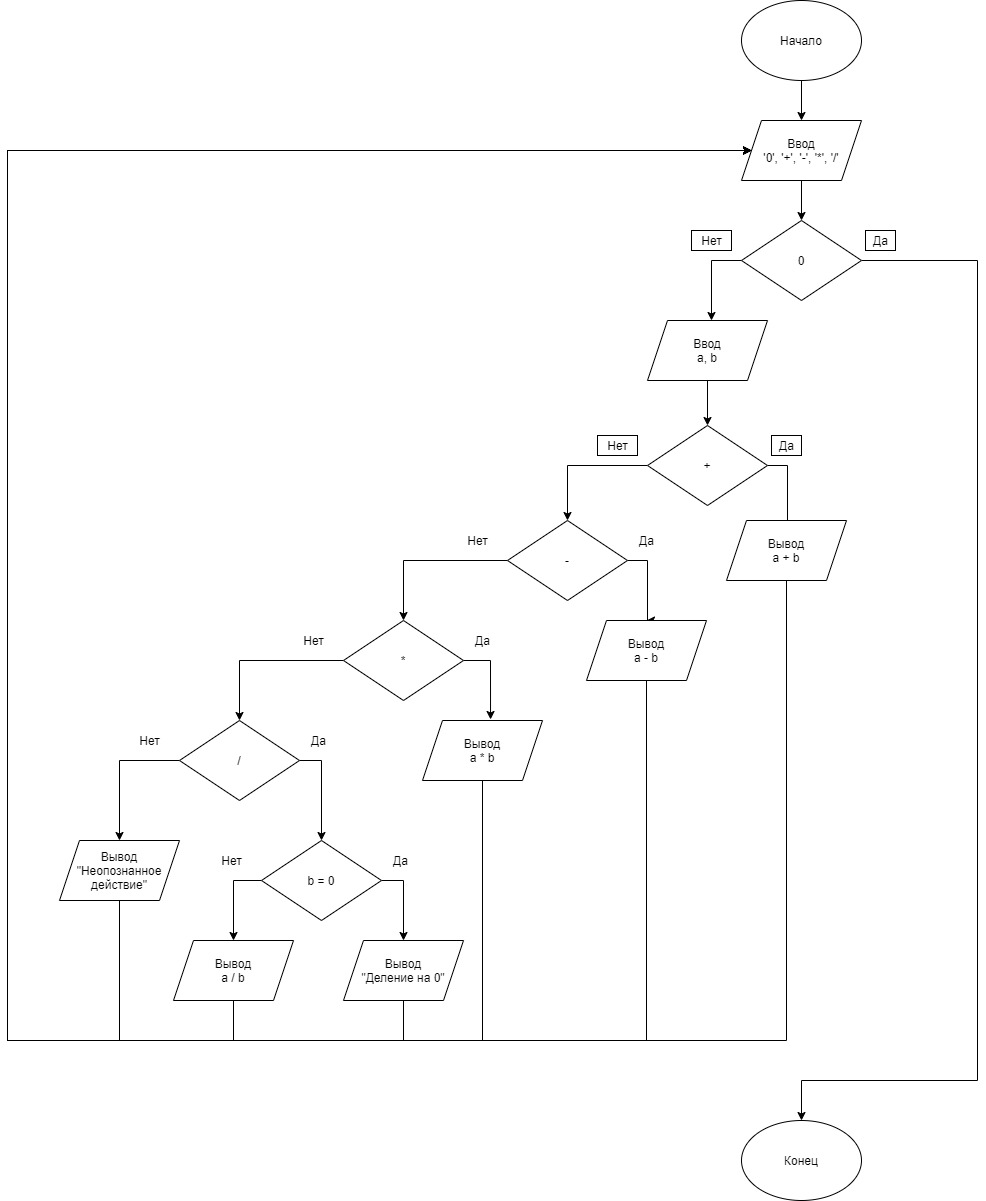 Начало
Ввод
'0', '+', '-', '*', '/'
Нет
Да
0
Ввод
a, b
Нет
Да
+
Нет
Да
-
Вывод
a + b
Нет
Да
*
Вывод
a - b
Нет
Да
/
Вывод
a * b
Вывод
"Неопознанное
действие"
Нет
Да
b = 0
Вывод
a / b
Вывод
"Деление на 0"
Конец